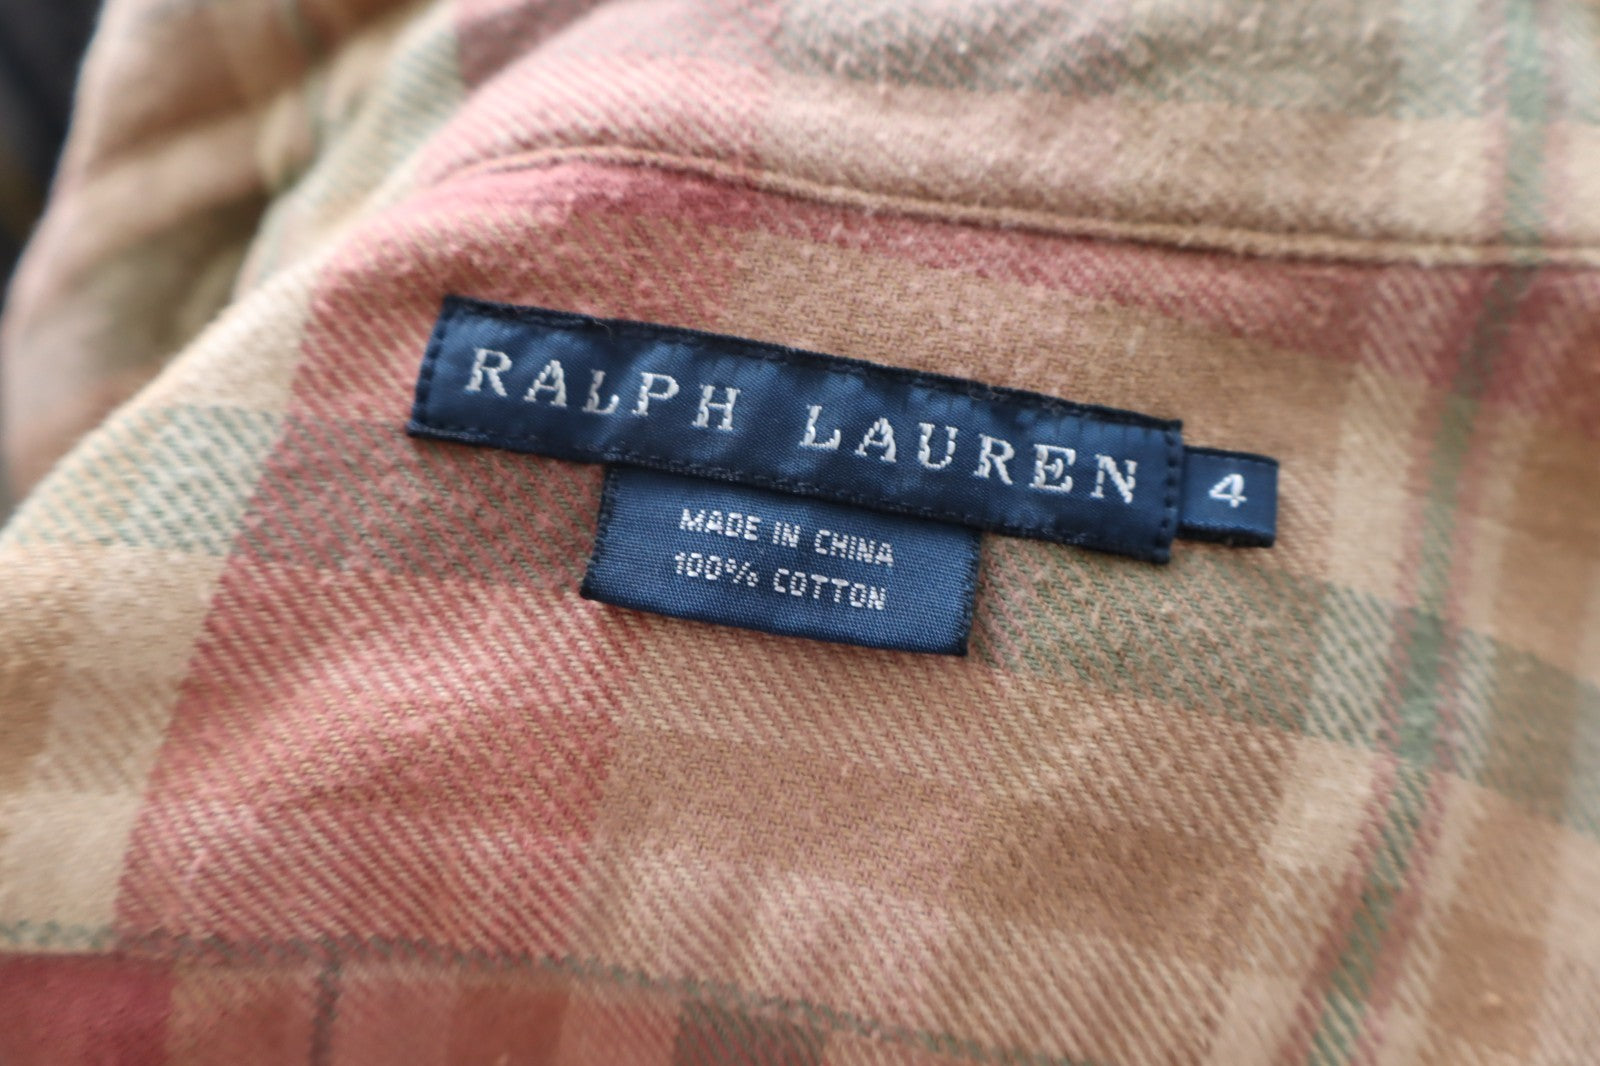 RALPH LAUREN
4
MADE IN CHINA
100% COTTON